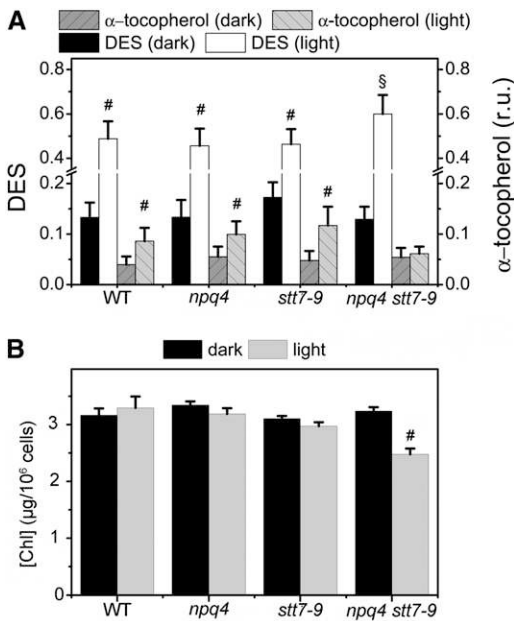 A
α−tocopherol (dark) α-tocopherol (light)
DES (dark) DES (light)
DES
0.8
0.6
0.4
0.2
0.1
0.0
# # # §
# # #
0.8
0.6
0.4
0.2
0.1
0.0
α−tocopherol (r.u.)
WT npq4 stt7-9 npq4 stt7-9
B
dark light
[Chl] (µg/10⁶ cells)
3
2
1
0
#
WT npq4 stt7-9 npq4 stt7-9